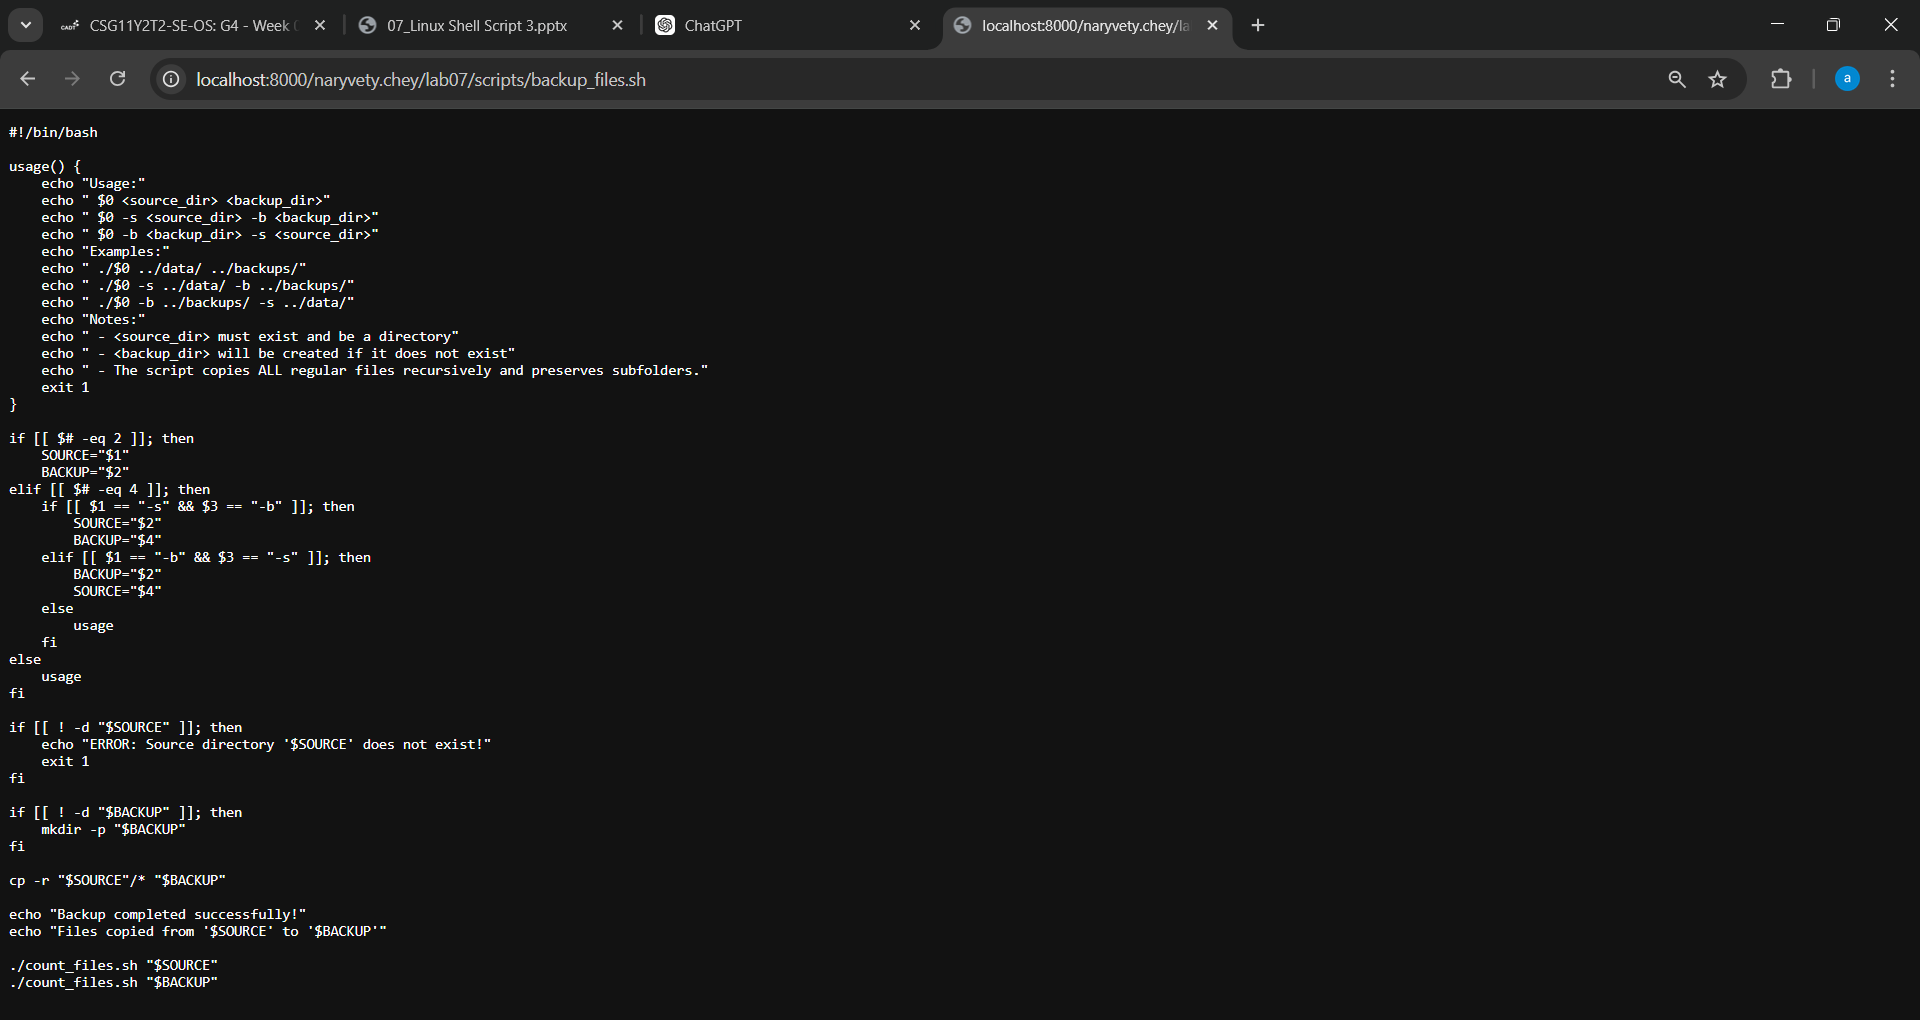 CSG11Y2T2-SE-OS: G4 - Week
07_Linux Shell Script 3.pptx
ChatGPT
localhost:8000/naryvety.chey/la
localhost:8000/naryvety.chey/lab07/scripts/backup_files.sh
a
#!/bin/bash
usage() {
    echo "Usage:"
    echo " $0 <source_dir> <backup_dir>"
    echo " $0 -s <source_dir> -b <backup_dir>"
    echo " $0 -b <backup_dir> -s <source_dir>"
    echo "Examples:"
    echo " ./$0 ../data/ ../backups/"
    echo " ./$0 -s ../data/ -b ../backups/"
    echo " ./$0 -b ../backups/ -s ../data/"
    echo "Notes:"
    echo " - <source_dir> must exist and be a directory"
    echo " - <backup_dir> will be created if it does not exist"
    echo " - The script copies ALL regular files recursively and preserves subfolders."
    exit 1
}
if [[ $# -eq 2 ]]; then
    SOURCE="$1"
    BACKUP="$2"
elif [[ $# -eq 4 ]]; then
    if [[ $1 == "-s" && $3 == "-b" ]]; then
        SOURCE="$2"
        BACKUP="$4"
    elif [[ $1 == "-b" && $3 == "-s" ]]; then
        BACKUP="$2"
        SOURCE="$4"
    else
        usage
    fi
else
    usage
fi
if [[ ! -d "$SOURCE" ]]; then
    echo "ERROR: Source directory '$SOURCE' does not exist!"
    exit 1
fi
if [[ ! -d "$BACKUP" ]]; then
    mkdir -p "$BACKUP"
fi
cp -r "$SOURCE"/* "$BACKUP"
echo "Backup completed successfully!"
echo "Files copied from '$SOURCE' to '$BACKUP'"
./count_files.sh "$SOURCE"
./count_files.sh "$BACKUP"